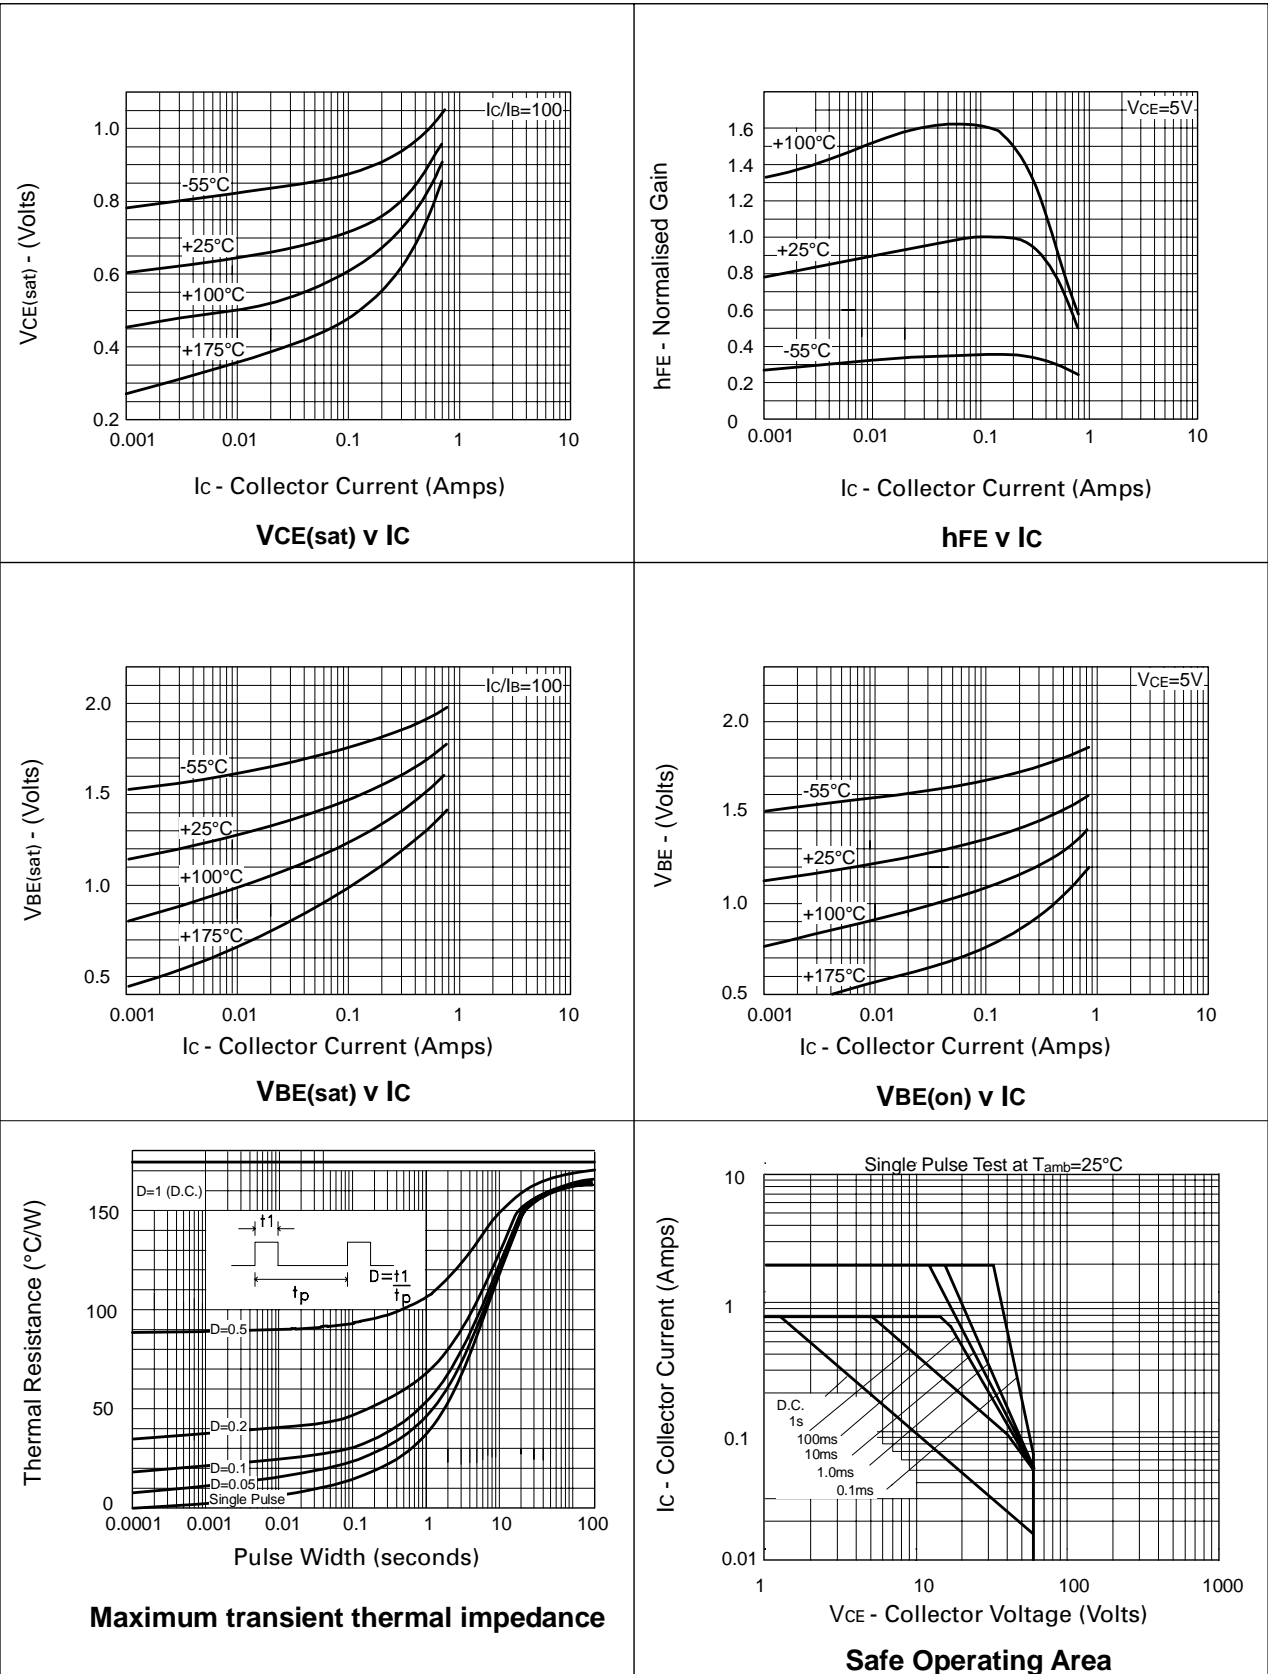 IC/IB=100
1.0
-55°C
0.8
+25°C
0.6
+100°C
0.4
+175°C
0.2
0.001 0.01 0.1 1 10
VCE(sat) - (Volts)
IC - Collector Current (Amps)
VCE(sat) v IC
VCE=5V
1.6
+100°C
1.4
1.2
1.0
+25°C
0.8
0.6
0.4
-55°C
0.2
0
0.001 0.01 0.1 1 10
hFE - Normalised Gain
IC - Collector Current (Amps)
hFE v IC
IC/IB=100
2.0
-55°C
1.5
+25°C
+100°C
1.0
+175°C
0.5
0.001 0.01 0.1 1 10
VBE(sat) - (Volts)
IC - Collector Current (Amps)
VBE(sat) v IC
VCE=5V
2.0
-55°C
1.5
+25°C
1.0
+100°C
+175°C
0.5
0.001 0.01 0.1 1 10
VBE - (Volts)
IC - Collector Current (Amps)
VBE(on) v IC
D=1 (D.C.)
150
t1
D=t1
tp
tp
100
D=0.5
50
D=0.2
D=0.1
D=0.05
Single Pulse
0
0.0001 0.001 0.01 0.1 1 10 100
Thermal Resistance (°C/W)
Pulse Width (seconds)
Maximum transient thermal impedance
Single Pulse Test at Tamb=25°C
10
1
D.C.
1s
100ms
0.1
10ms
1.0ms
0.1ms
0.01
1 10 100 1000
IC - Collector Current (Amps)
VCE - Collector Voltage (Volts)
Safe Operating Area